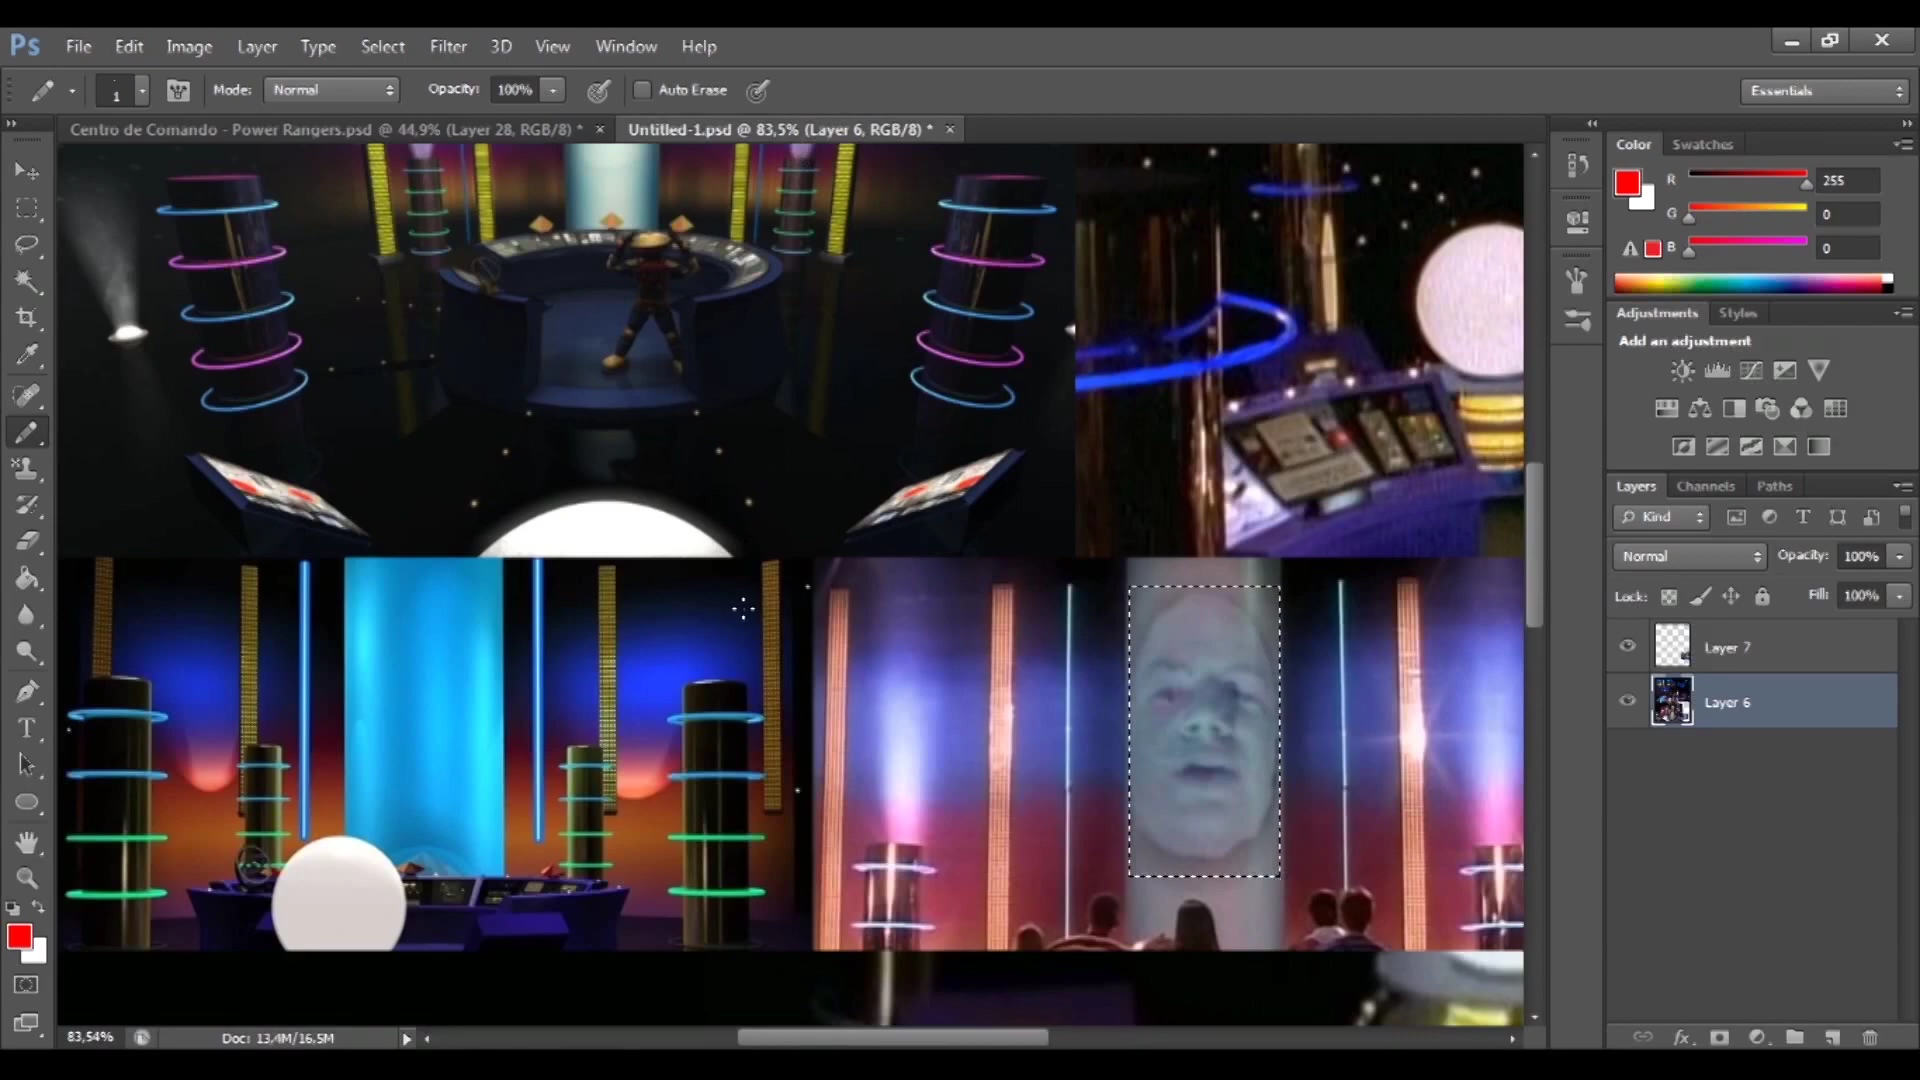 Ps File Edit Image Layer Type Select Filter 3D View Window Help
1 Mode: Normal Opacity: 100% Auto Erase Essentials
Centro de Comando - Power Rangers.psd @ 44,9% (Layer 28, RGB/8) * × Untitled-1.psd @ 83,5% (Layer 6, RGB/8) * ×
Color Swatches
R 255
G 0
B 0
Adjustments Styles
Add an adjustment
Layers Channels Paths
Kind
Normal Opacity: 100%
Lock: Fill: 100%
Layer 7
Layer 6
83,54% Doc: 13,4M/16,5M